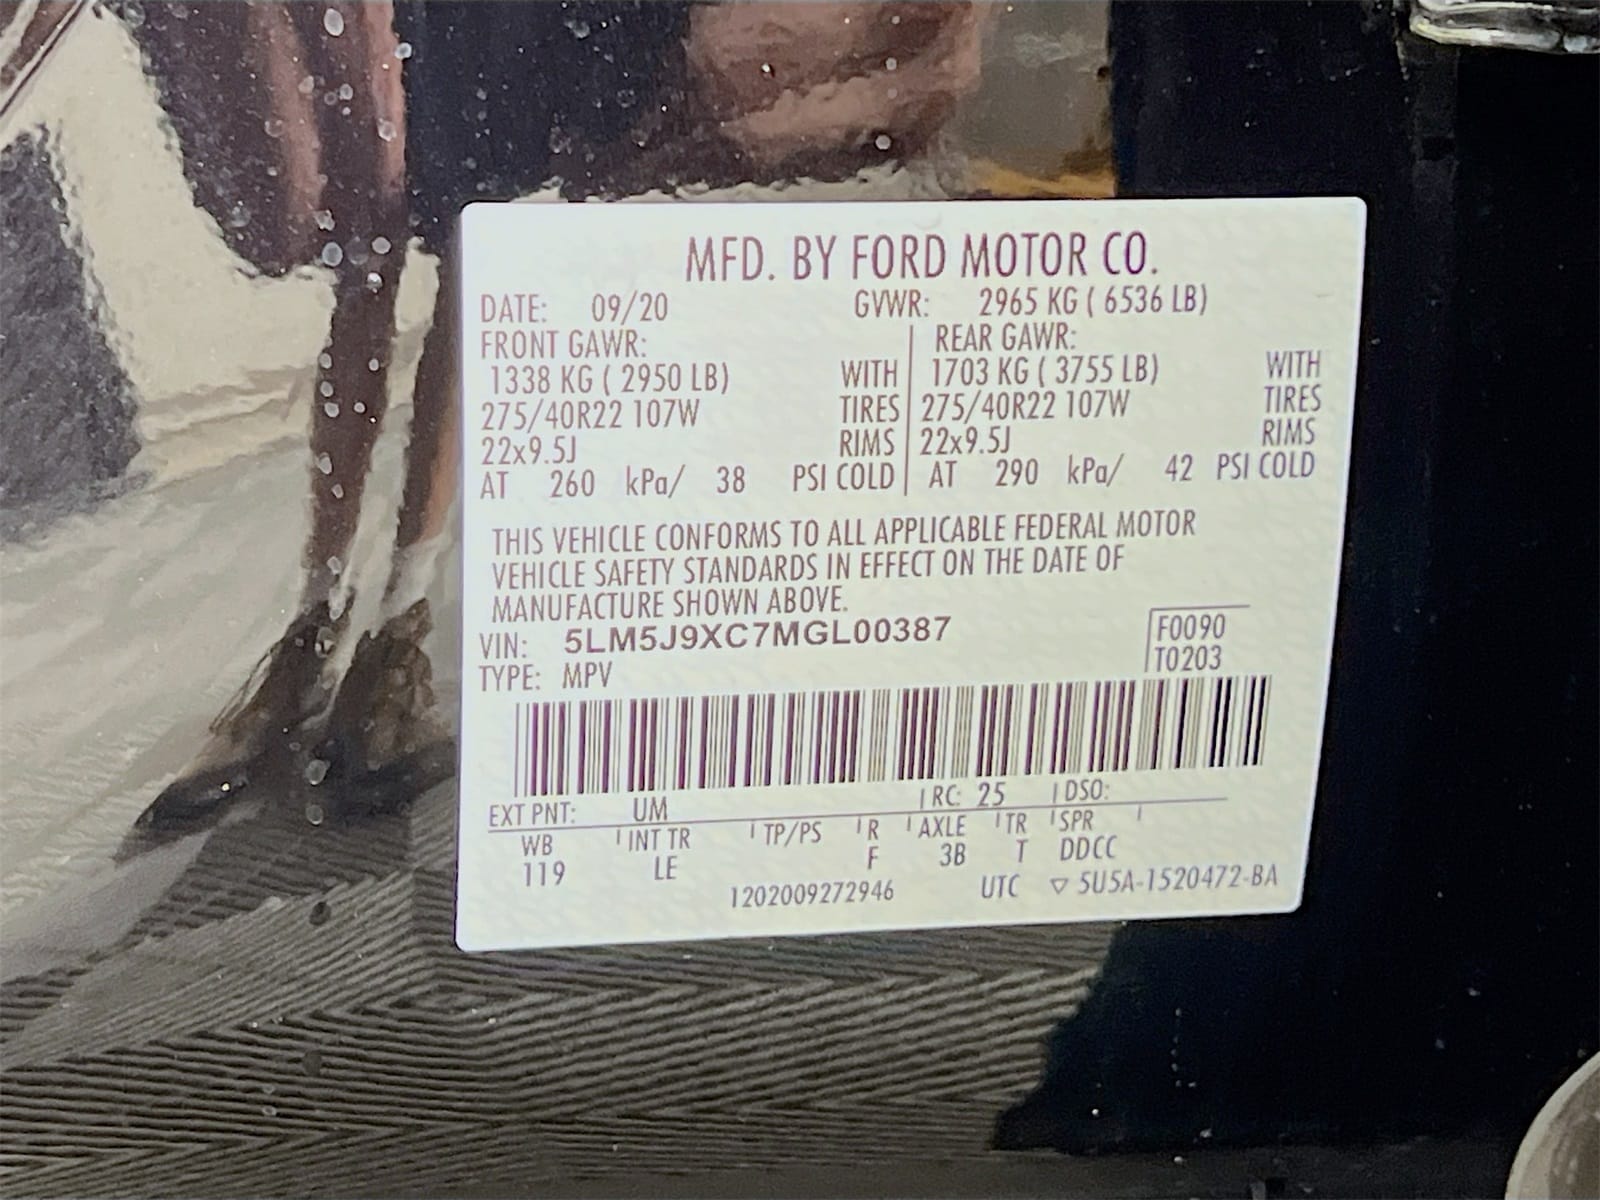 MFD. BY FORD MOTOR CO.
DATE: 09/20 GVWR: 2965 KG ( 6536 LB)
FRONT GAWR: REAR GAWR:
1338 KG ( 2950 LB) WITH 1703 KG ( 3755 LB) WITH
275/40R22 107W TIRES 275/40R22 107W TIRES
22x9.5J RIMS 22x9.5J RIMS
AT 260 kPa/ 38 PSI COLD AT 290 kPa/ 42 PSI COLD
THIS VEHICLE CONFORMS TO ALL APPLICABLE FEDERAL MOTOR
VEHICLE SAFETY STANDARDS IN EFFECT ON THE DATE OF
MANUFACTURE SHOWN ABOVE.
VIN: 5LM5J9XC7MGL00387 F0090
TYPE: MPV T0203
EXT PNT: UM RC: 25 DSO:
WB INT TR TP/PS R AXLE TR SPR
119 LE F 3B T DDCC
1202009272946 UTC ▽ 5U5A-1520472-BA